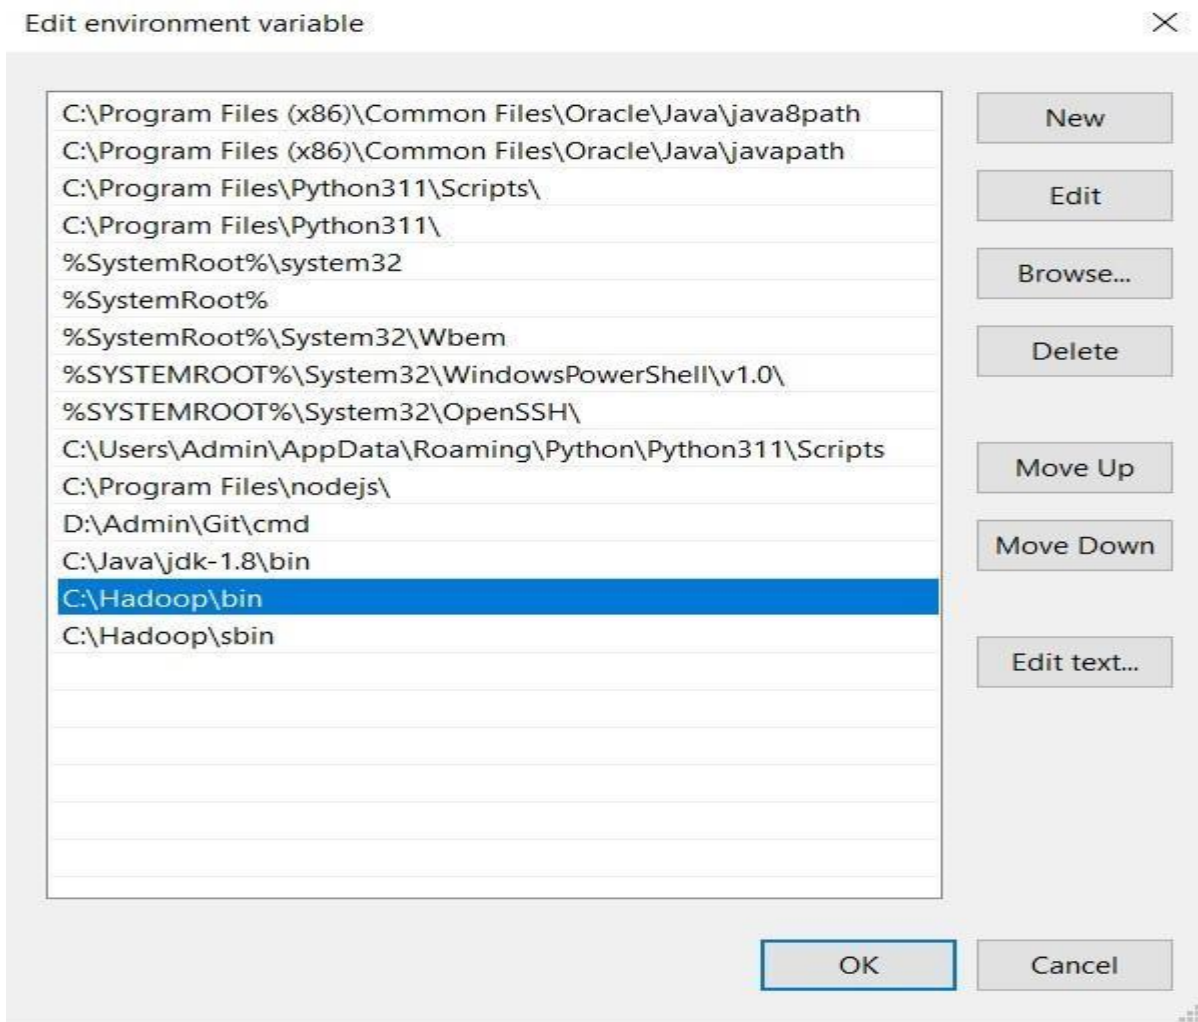 Edit environment variable
C:\Program Files (x86)\Common Files\Oracle\Java\java8path
C:\Program Files (x86)\Common Files\Oracle\Java\javapath
C:\Program Files\Python311\Scripts\
C:\Program Files\Python311\
%SystemRoot%\system32
%SystemRoot%
%SystemRoot%\System32\Wbem
%SYSTEMROOT%\System32\WindowsPowerShell\v1.0\
%SYSTEMROOT%\System32\OpenSSH\
C:\Users\Admin\AppData\Roaming\Python\Python311\Scripts
C:\Program Files\nodejs\
D:\Admin\Git\cmd
C:\Java\jdk-1.8\bin
C:\Hadoop\bin
C:\Hadoop\sbin
New
Edit
Browse...
Delete
Move Up
Move Down
Edit text...
OK
Cancel